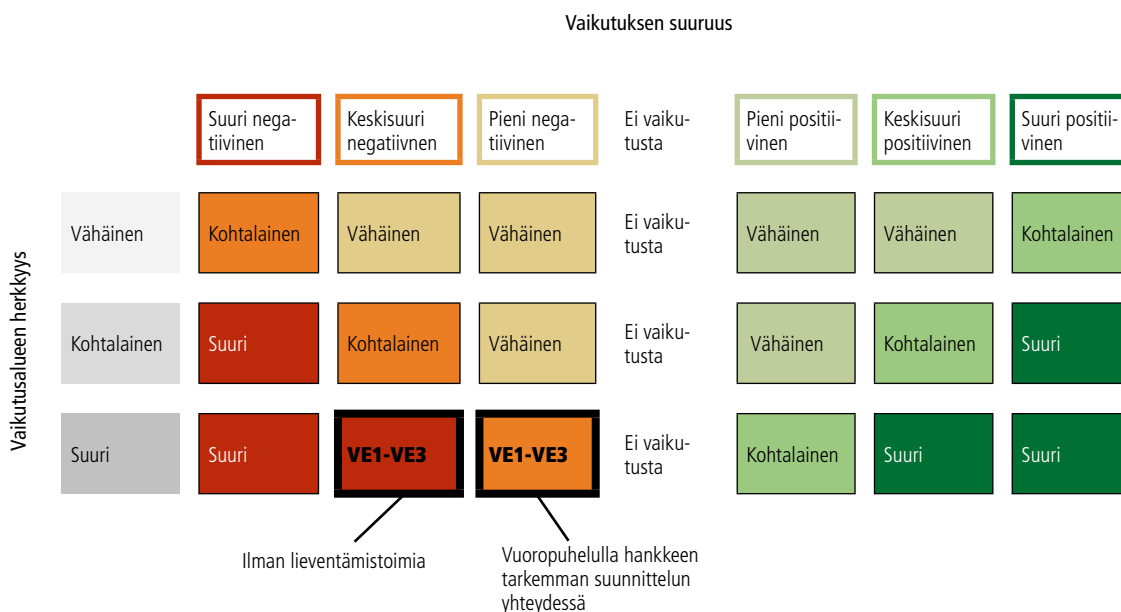 Vaikutuksen suuruus
Suuri nega-
tiivinen
Keskisuuri
negatiivnen
Pieni nega-
tiivinen
Ei vaiku-
tusta
Pieni positii-
vinen
Keskisuuri
positiivinen
Suuri positii-
vinen
Vaikutusalueen herkkyys
Vähäinen
Kohtalainen
Vähäinen
Vähäinen
Ei vaiku-
tusta
Vähäinen
Vähäinen
Kohtalainen
Kohtalainen
Suuri
Kohtalainen
Vähäinen
Ei vaiku-
tusta
Vähäinen
Kohtalainen
Suuri
Suuri
Suuri
VE1-VE3
VE1-VE3
Ei vaiku-
tusta
Kohtalainen
Suuri
Suuri
Ilman lieventämistoimia
Vuoropuhelulla hankkeen
tarkemman suunnittelun
yhteydessä